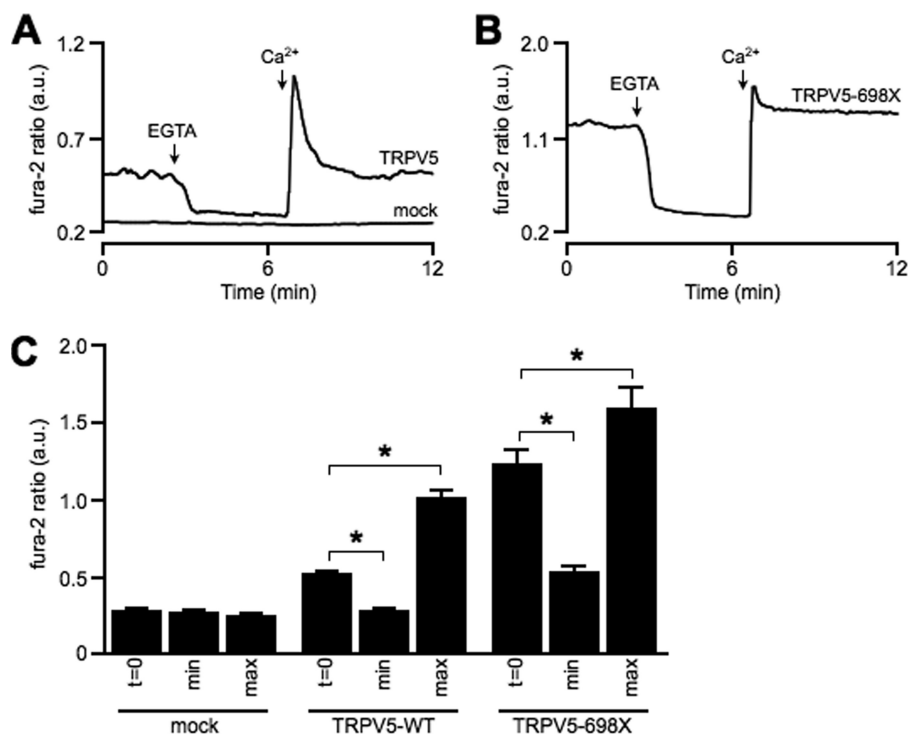 A
1.2
0.7
0.2
fura-2 ratio (a.u.)
EGTA
Ca²⁺
TRPV5
mock
0
6
12
Time (min)
B
2.0
1.1
0.2
fura-2 ratio (a.u.)
EGTA
Ca²⁺
TRPV5-698X
0
6
12
Time (min)
C
2.0
1.5
1.0
0.5
0
fura-2 ratio (a.u.)
*
*
*
*
t=0
min
max
t=0
min
max
t=0
min
max
mock
TRPV5-WT
TRPV5-698X